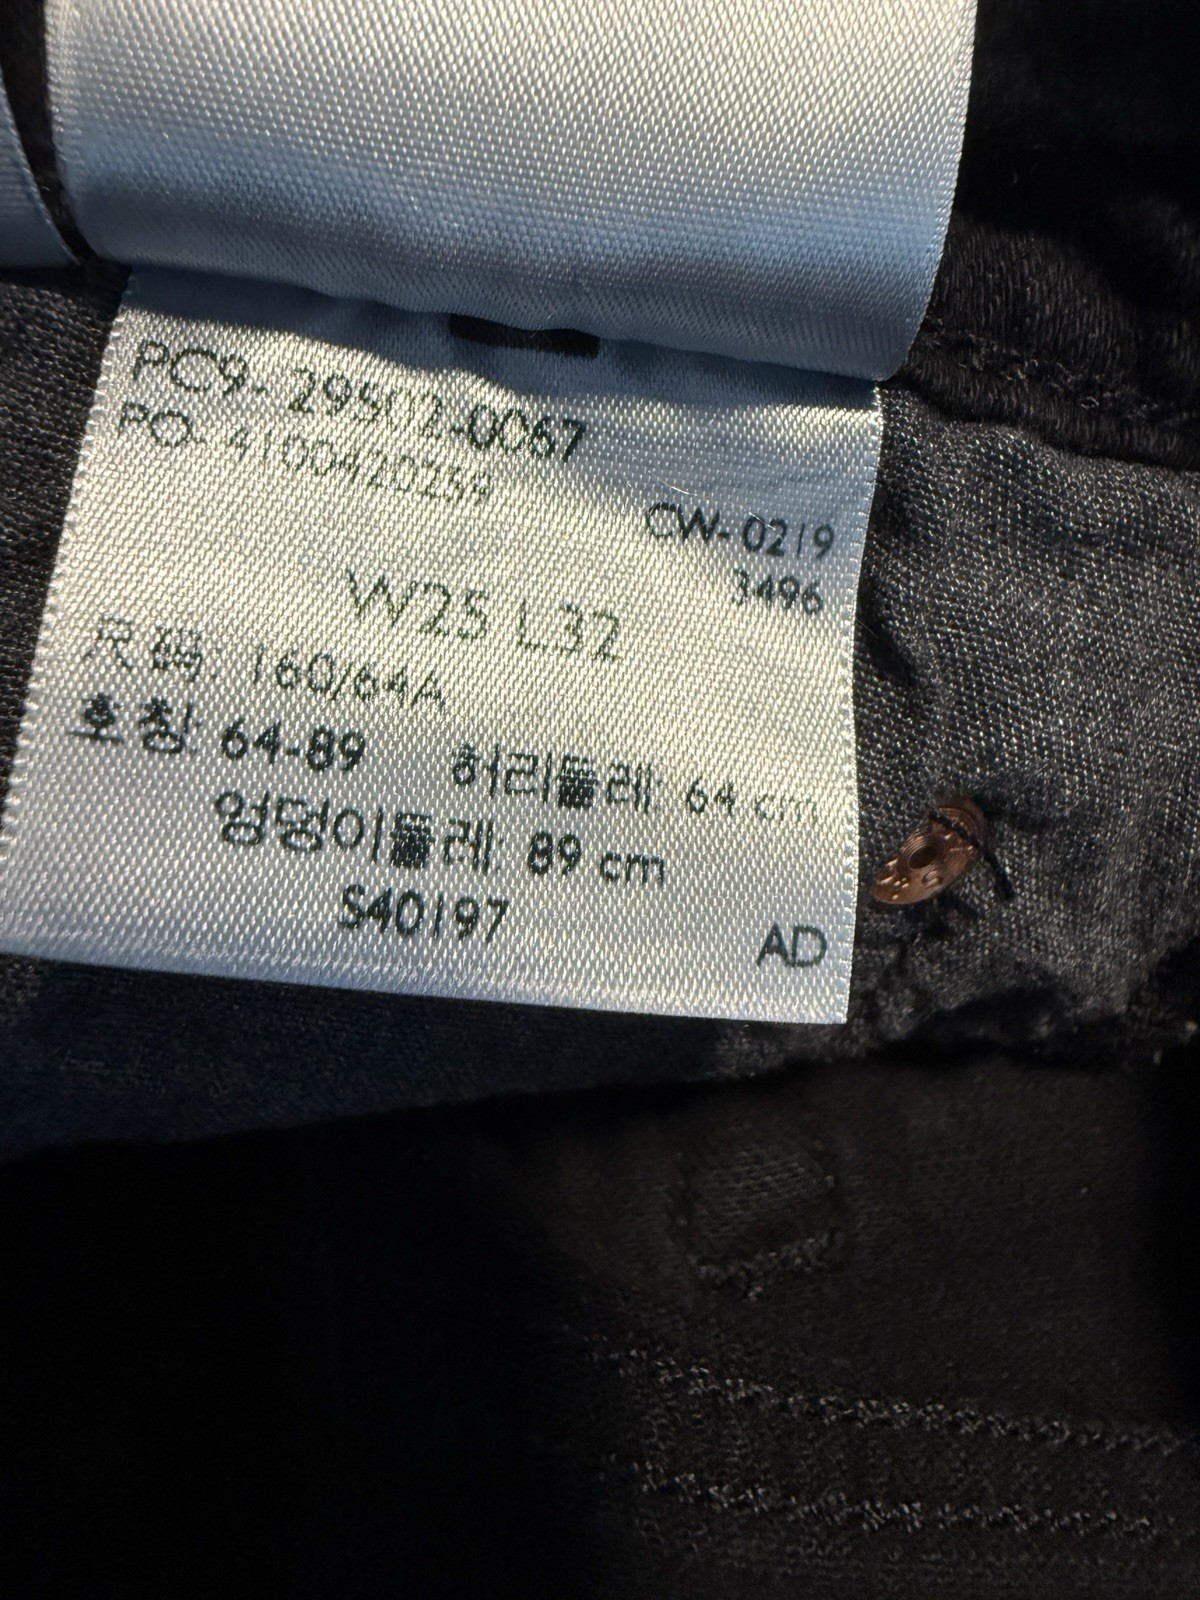 PC9- 29502-0067
PO- 4100420259
CW- 0219
3496
W25 L32
尺码: 160/64A
호칭: 64-89 허리둘레: 64 cm
엉덩이둘레: 89 cm
S40197
AD